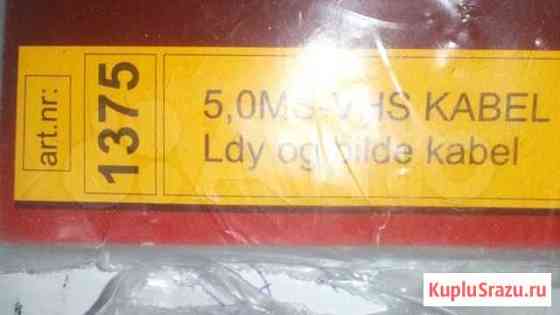 art.nr:
1375
5,0MS-VHS KABEL
Ldy og bilde kabel
KupluSrazu.ru